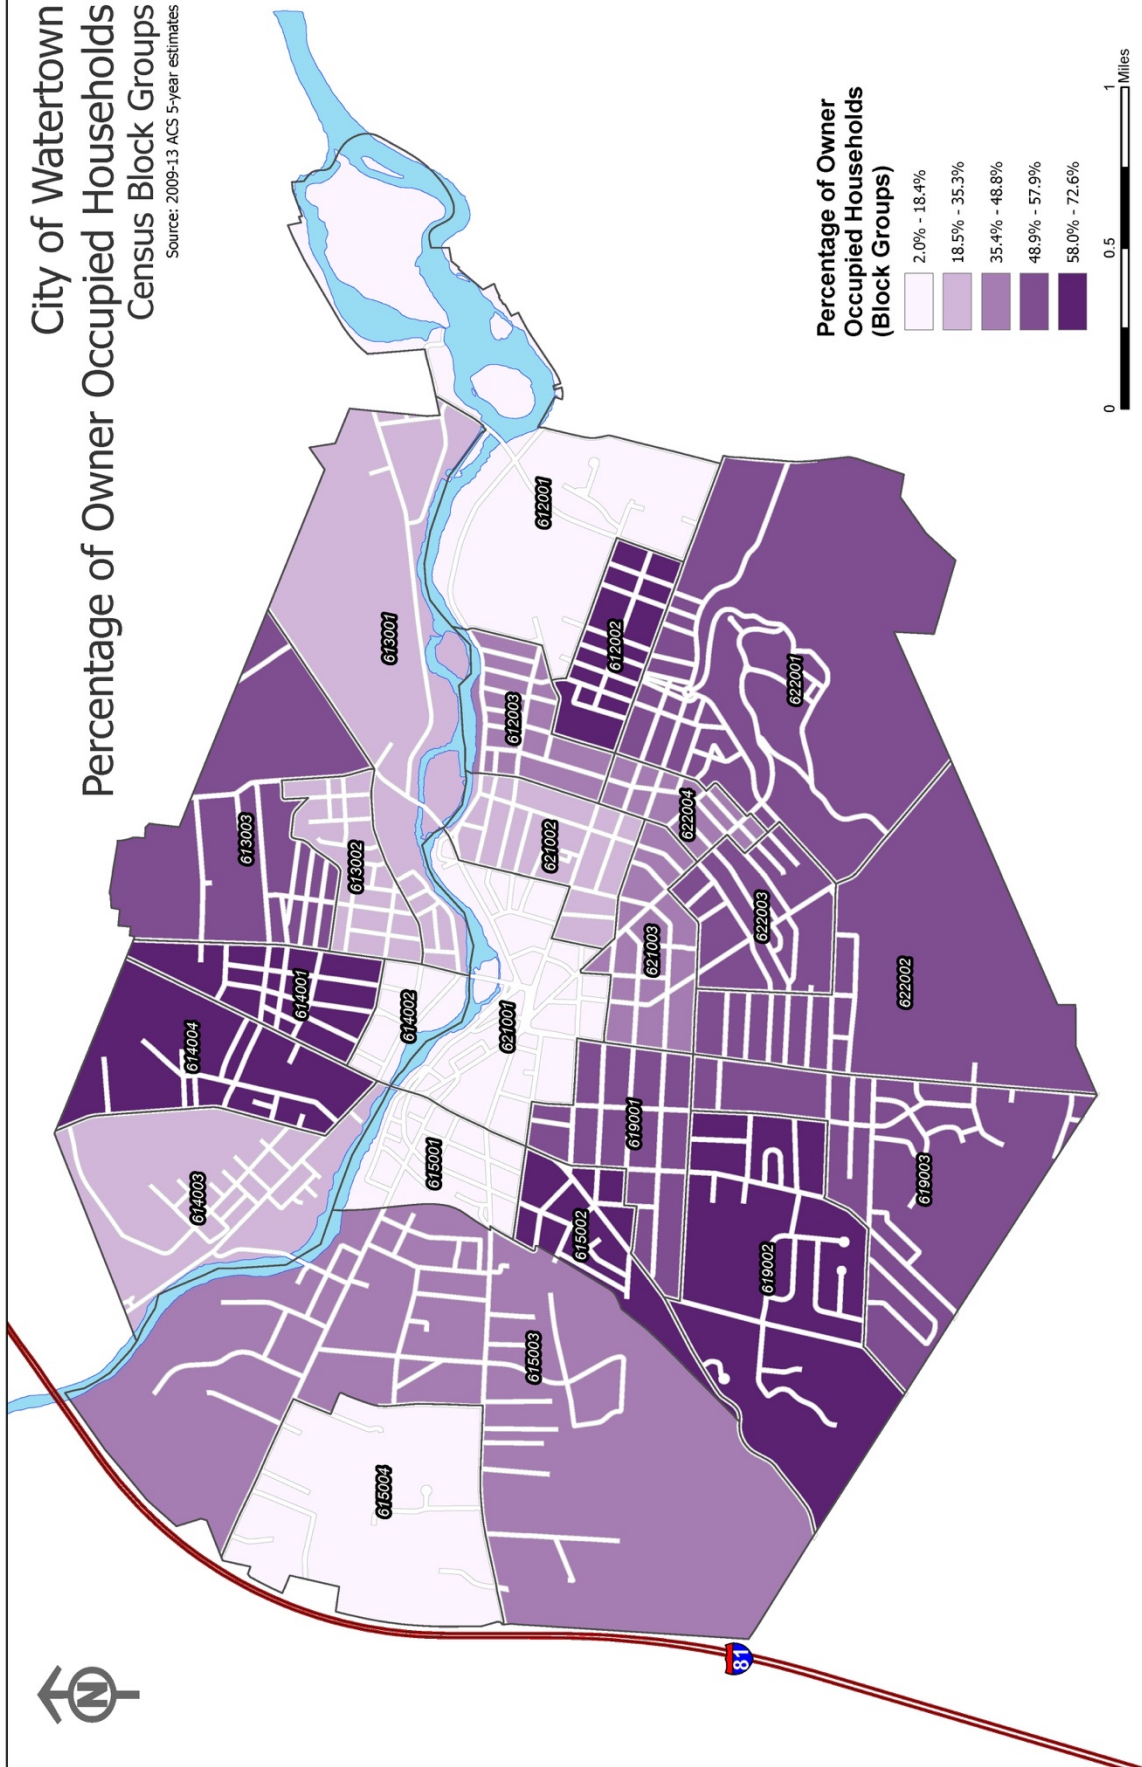 City of Watertown
Percentage of Owner Occupied Households
Census Block Groups
Source: 2009-13 ACS 5-year estimates
N
614004
614003
614001
613003
613002
613001
614002
615004
615001
621001
621002
612003
612001
615003
615002
619001
621003
622004
612002
619002
622003
622001
619003
622002
81
Percentage of Owner
Occupied Households
(Block Groups)
2.0% - 18.4%
18.5% - 35.3%
35.4% - 48.8%
48.9% - 57.9%
58.0% - 72.6%
0 0.5 1
Miles